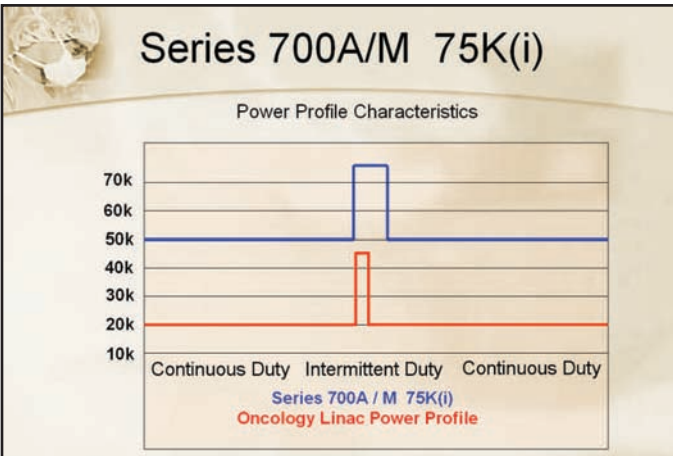 Series 700A/M 75K(i)
Power Profile Characteristics
70k
60k
50k
40k
30k
20k
10k
Continuous Duty Intermittent Duty Continuous Duty
Series 700A / M 75K(i)
Oncology Linac Power Profile